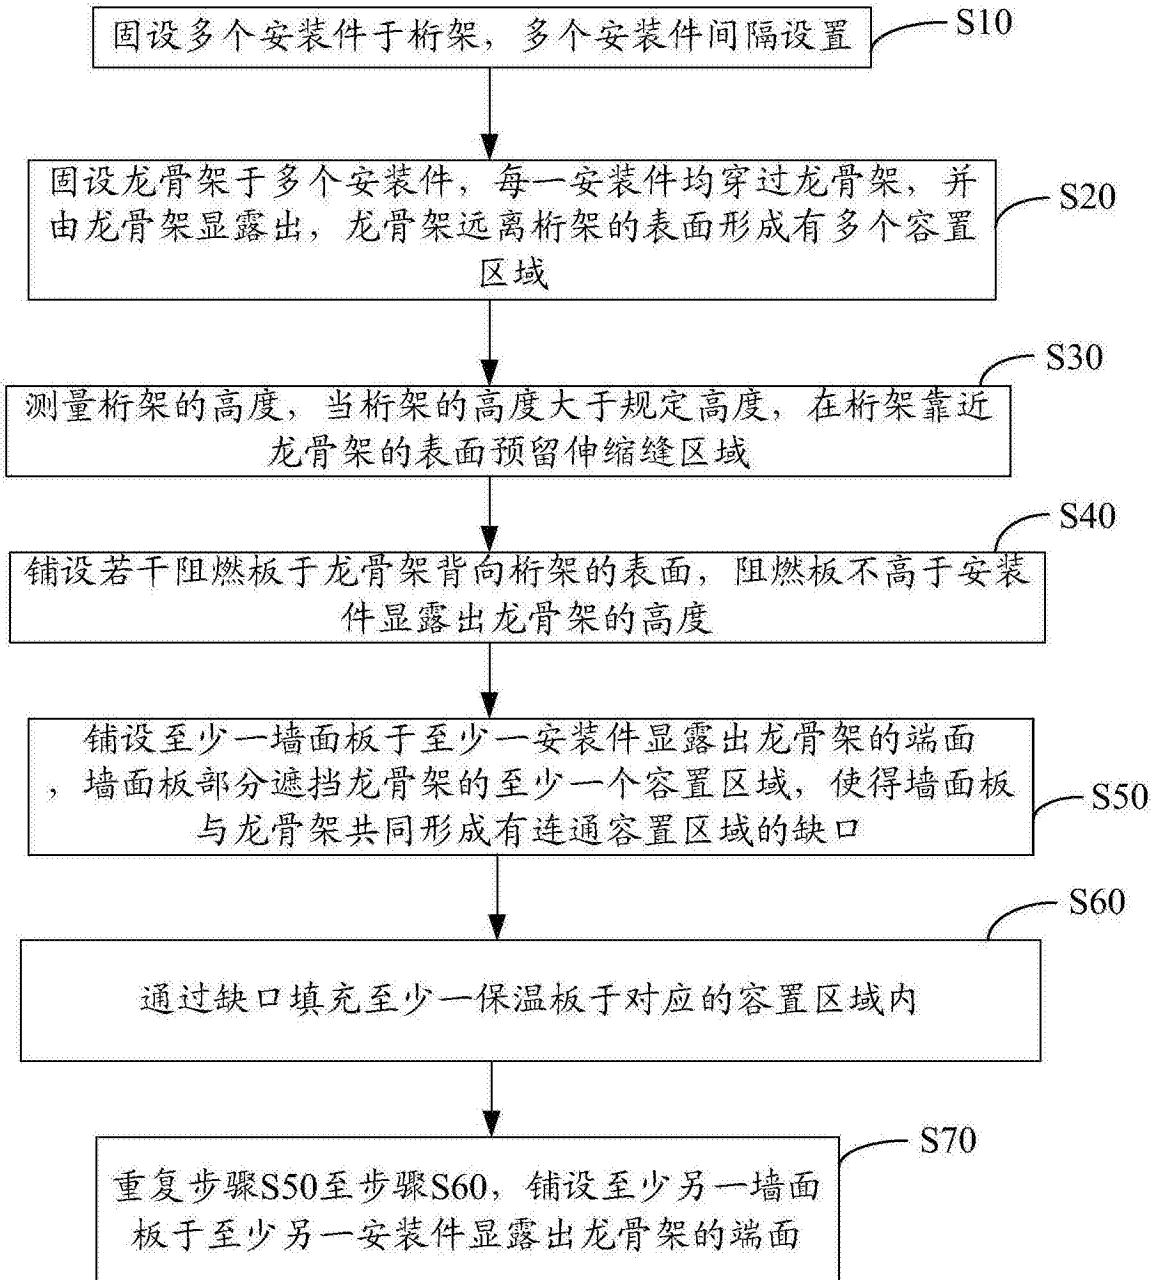 固设多个安装件于桁架，多个安装件间隔设置
S10
固设龙骨架于多个安装件，每一安装件均穿过龙骨架，并
由龙骨架显露出，龙骨架远离桁架的表面形成有多个容置
区域
S20
S30
测量桁架的高度，当桁架的高度大于规定高度，在桁架靠近
龙骨架的表面预留伸缩缝区域
S40
铺设若干阻燃板于龙骨架背向桁架的表面，阻燃板不高于安装
件显露出龙骨架的高度
铺设至少一墙面板于至少一安装件显露出龙骨架的端面
，墙面板部分遮挡龙骨架的至少一个容置区域，使得墙面板
与龙骨架共同形成有连通容置区域的缺口
S50
S60
通过缺口填充至少一保温板于对应的容置区域内
S70
重复步骤S50至步骤S60，铺设至少另一墙面
板于至少另一安装件显露出龙骨架的端面